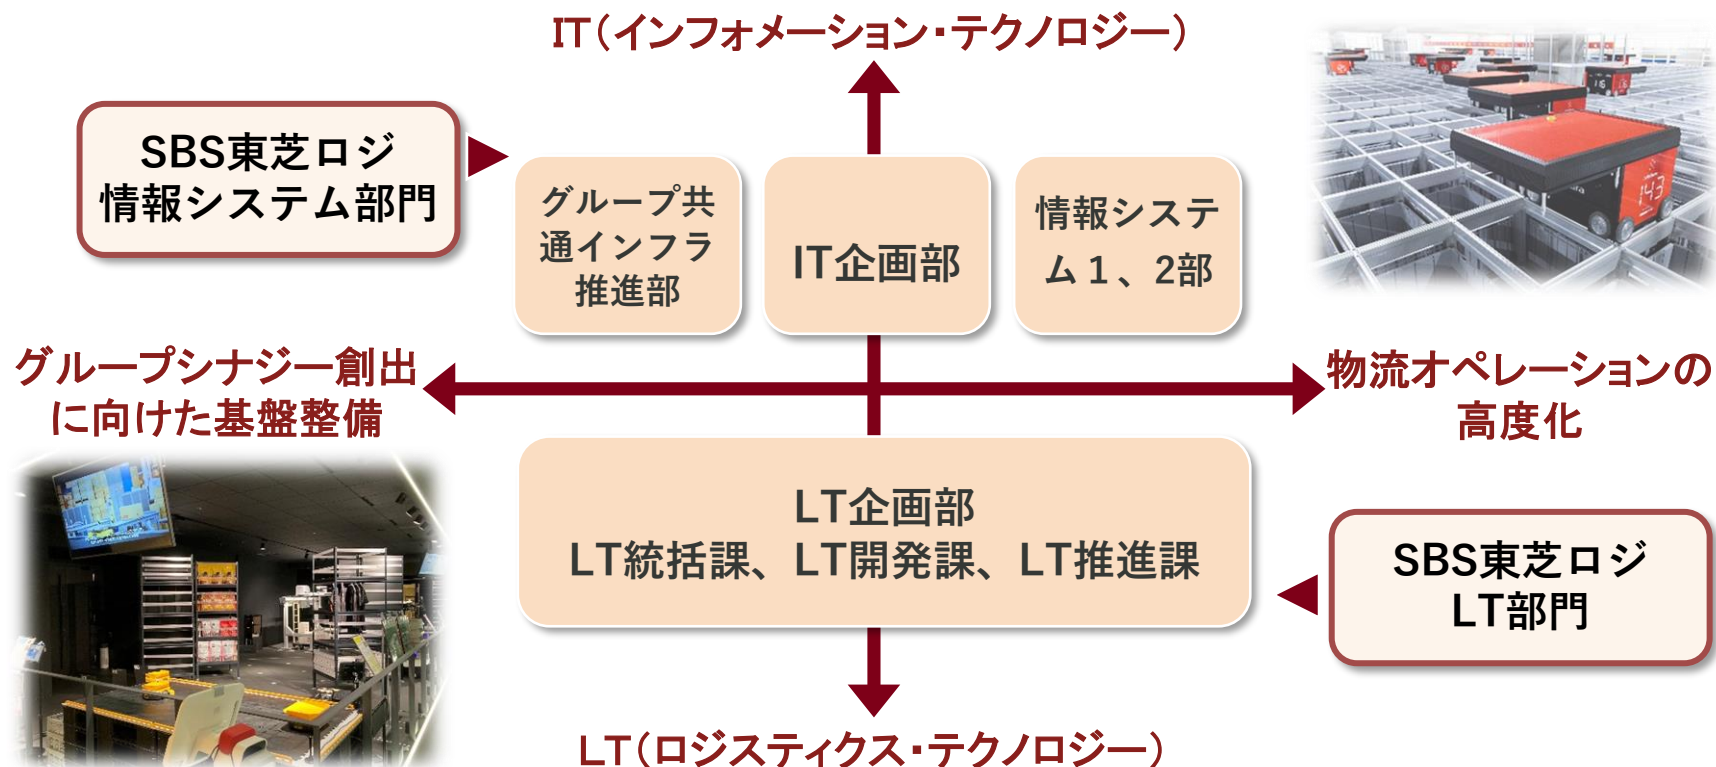 IT（インフォメーション・テクノロジー）
SBS東芝ロジ
情報システム部門
グループ共
通インフラ
推進部
IT企画部
情報システ
ム１、2部
143
116
グループシナジー創出
に向けた基盤整備
物流オペレーションの
高度化
LT企画部
LT統括課、LT開発課、LT推進課
SBS東芝ロジ
LT部門
LT（ロジスティクス・テクノロジー）